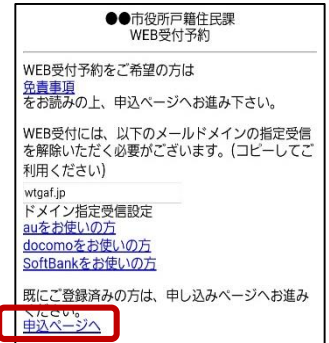 ●●市役所戸籍住民課
WEB受付予約
WEB受付予約をご希望の方は
免責事項
をお読みの上、申込ページへお進み下さい。
WEB受付には、以下のメールドメインの指定受信
を解除いただく必要がございます。(コピーしてご
利用ください)
wtgaf.jp
ドメイン指定受信設定
auをお使いの方
docomoをお使いの方
SoftBankをお使いの方
既にご登録済みの方は、申し込みページへお進み
ください。
申込ページへ